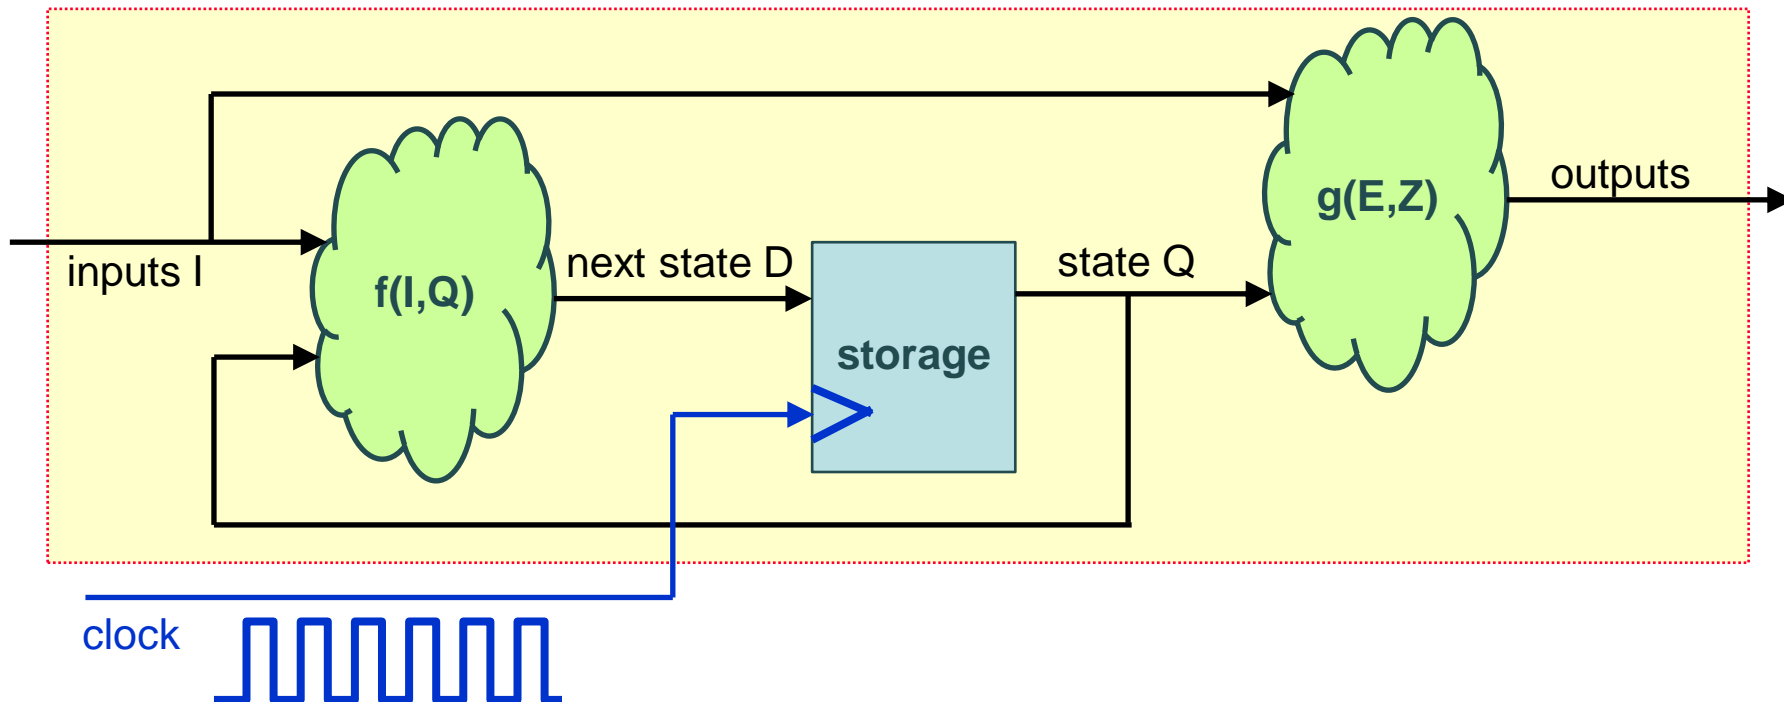 inputs I
f(I,Q)
next state D
storage
state Q
g(E,Z)
outputs
clock